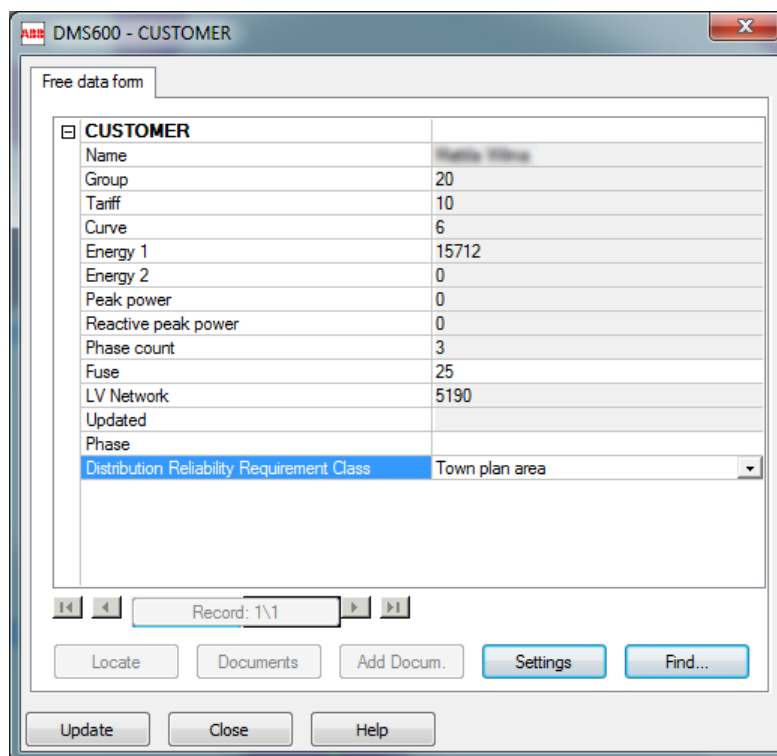 ABB DMS600 - CUSTOMER
Free data form
CUSTOMER
Name
Group 20
Tariff 10
Curve 6
Energy 1 15712
Energy 2 0
Peak power 0
Reactive peak power 0
Phase count 3
Fuse 25
LV Network 5190
Updated
Phase
Distribution Reliability Requirement Class Town plan area
Record: 1\1
Locate Documents Add Docum. Settings Find...
Update Close Help